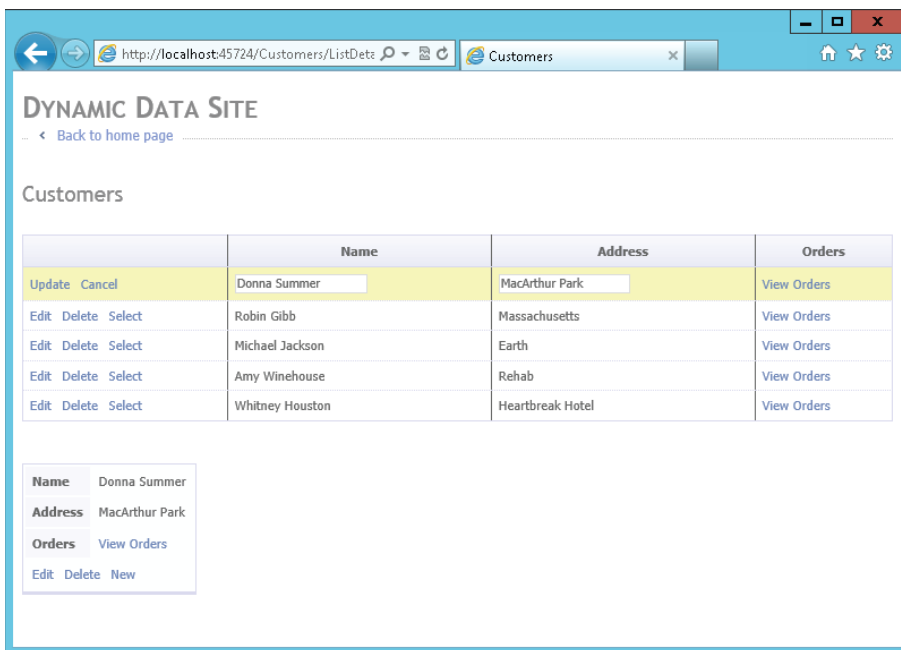 http://localhost:45724/Customers/ListDeta
Customers
DYNAMIC DATA SITE
Back to home page
Customers
Name Address Orders
Update Cancel Donna Summer MacArthur Park View Orders
Edit Delete Select Robin Gibb Massachusetts View Orders
Edit Delete Select Michael Jackson Earth View Orders
Edit Delete Select Amy Winehouse Rehab View Orders
Edit Delete Select Whitney Houston Heartbreak Hotel View Orders
Name Donna Summer
Address MacArthur Park
Orders View Orders
Edit Delete New